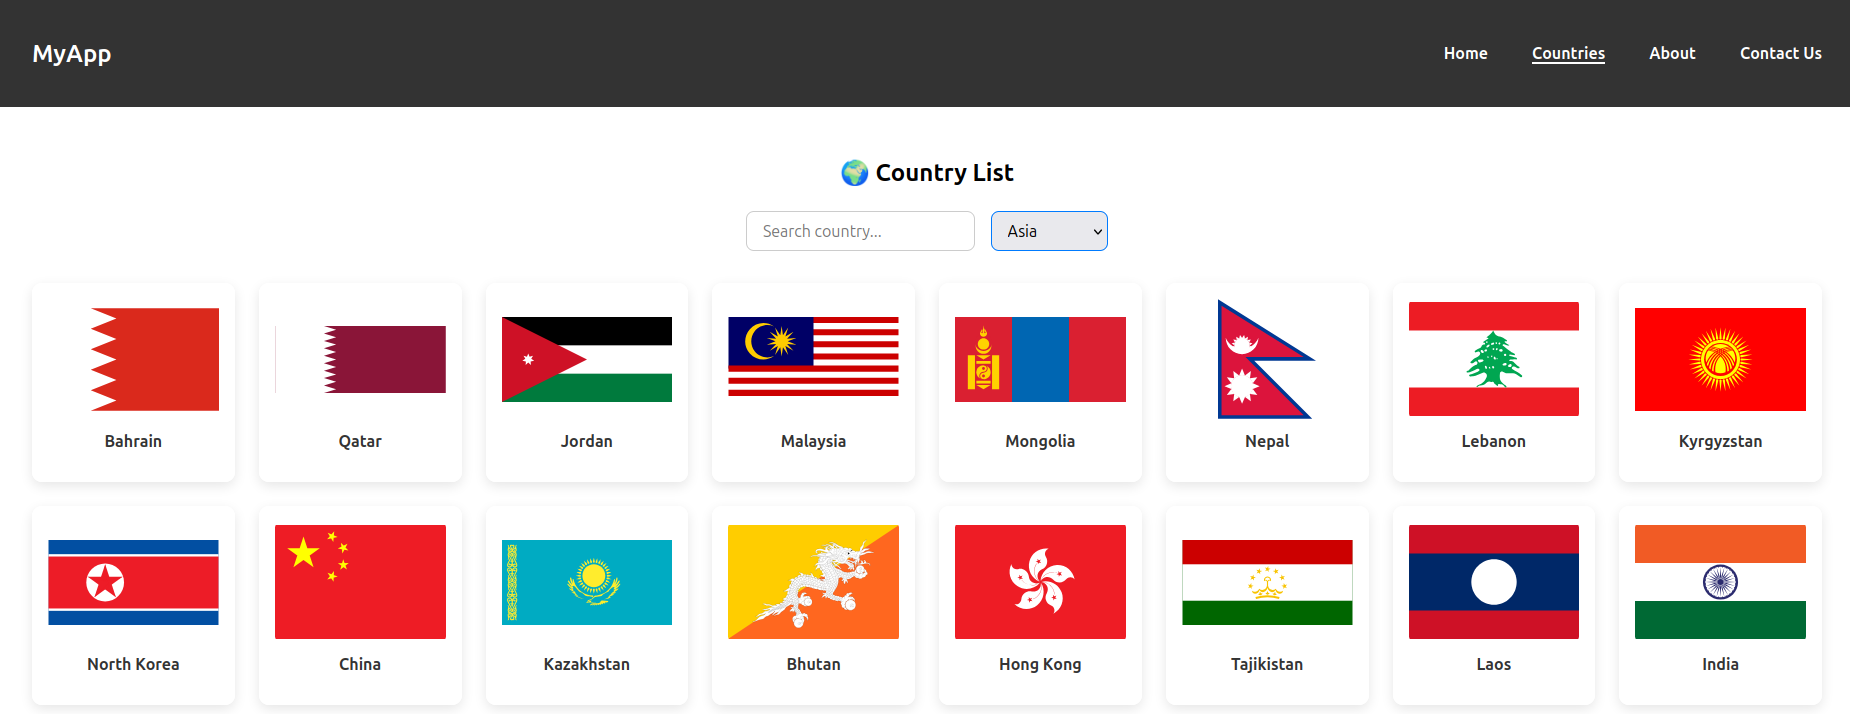 MyApp
Home
Countries
About
Contact Us
🌍 Country List
Search country...
Asia
Bahrain
Qatar
Jordan
Malaysia
Mongolia
Nepal
Lebanon
Kyrgyzstan
North Korea
China
Kazakhstan
Bhutan
Hong Kong
Tajikistan
Laos
India